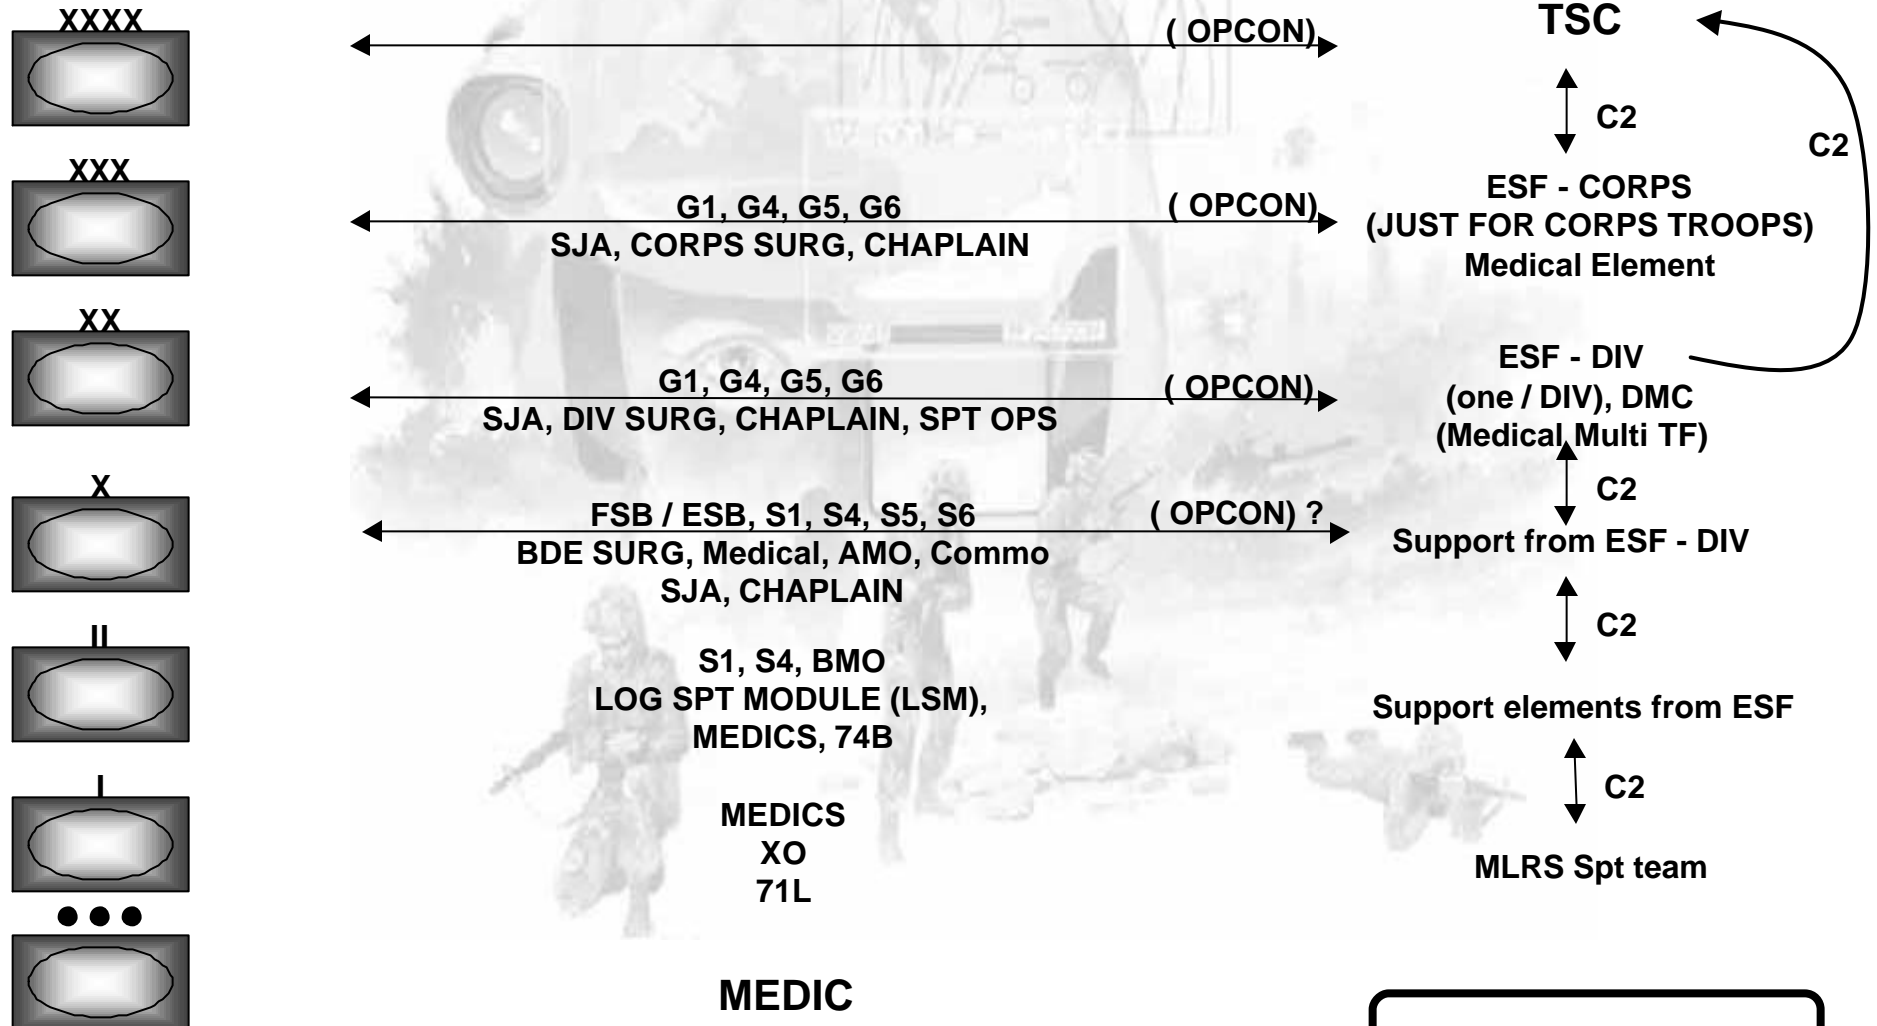 XXXX
( OPCON)
TSC
C2
C2
XXX
G1, G4, G5, G6
( OPCON)
SJA, CORPS SURG, CHAPLAIN
ESF - CORPS
(JUST FOR CORPS TROOPS)
Medical Element
XX
G1, G4, G5, G6
( OPCON)
SJA, DIV SURG, CHAPLAIN, SPT OPS
ESF - DIV
(one / DIV), DMC
(Medical Multi TF)
C2
X
FSB / ESB, S1, S4, S5, S6
( OPCON) ?
BDE SURG, Medical, AMO, Commo
SJA, CHAPLAIN
Support from ESF - DIV
C2
II
S1, S4, BMO
LOG SPT MODULE (LSM),
MEDICS, 74B
Support elements from ESF
C2
I
MEDICS
XO
71L
MLRS Spt team
MEDIC